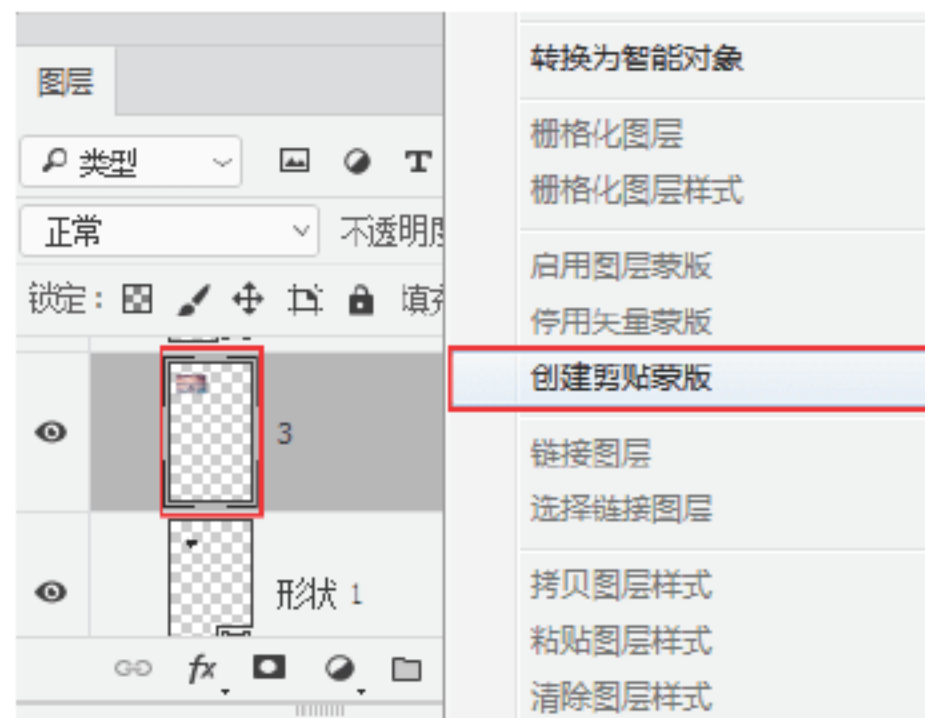 图层
类型
T
正常
不透明度
锁定:
填充
3
形状 1
fx
转换为智能对象
栅格化图层
栅格化图层样式
启用图层蒙版
停用矢量蒙版
创建剪贴蒙版
链接图层
选择链接图层
拷贝图层样式
粘贴图层样式
清除图层样式